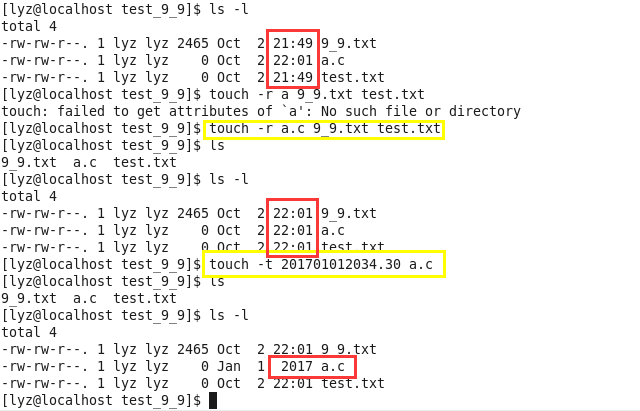 [lyz@localhost test_9_9]$ ls -l
total 4
-rw-rw-r--. 1 lyz lyz 2465 Oct  2 21:49 9_9.txt
-rw-rw-r--. 1 lyz lyz    0 Oct  2 22:01 a.c
-rw-rw-r--. 1 lyz lyz    0 Oct  2 21:49 test.txt
[lyz@localhost test_9_9]$ touch -r a 9_9.txt test.txt
touch: failed to get attributes of `a': No such file or directory
[lyz@localhost test_9_9]$ touch -r a.c 9_9.txt test.txt
[lyz@localhost test_9_9]$ ls
9_9.txt  a.c  test.txt
[lyz@localhost test_9_9]$ ls -l
total 4
-rw-rw-r--. 1 lyz lyz 2465 Oct  2 22:01 9_9.txt
-rw-rw-r--. 1 lyz lyz    0 Oct  2 22:01 a.c
-rw-rw-r--. 1 lyz lyz    0 Oct  2 22:01 test.txt
[lyz@localhost test_9_9]$ touch -t 201701012034.30 a.c
[lyz@localhost test_9_9]$ ls
9_9.txt  a.c  test.txt
[lyz@localhost test_9_9]$ ls -l
total 4
-rw-rw-r--. 1 lyz lyz 2465 Oct  2 22:01 9_9.txt
-rw-rw-r--. 1 lyz lyz    0 Jan  1  2017 a.c
-rw-rw-r--. 1 lyz lyz    0 Oct  2 22:01 test.txt
[lyz@localhost test_9_9]$